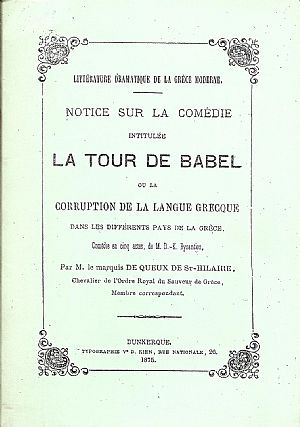 LITTÉRATURE DRAMATIQUE DE LA GRÈCE MODERNE.
NOTICE SUR LA COMÉDIE
INTITULÉE
LA TOUR DE BABEL
OU LA
CORRUPTION DE LA LANGUE GRECQUE
DANS LES DIFFÉRENTS PAYS DE LA GRÈCE,
Comédie en cinq actes, de M. D.-K. Byzantios,
Par M. le marquis DE QUEUX DE St-HILAIRE,
Chevalier de l'Ordre Royal du Sauveur de Grèce,
Membre correspondant.
DUNKERQUE.
TYPOGRAPHIE Ve D. KIEN, RUE NATIONALE, 26.
1875.